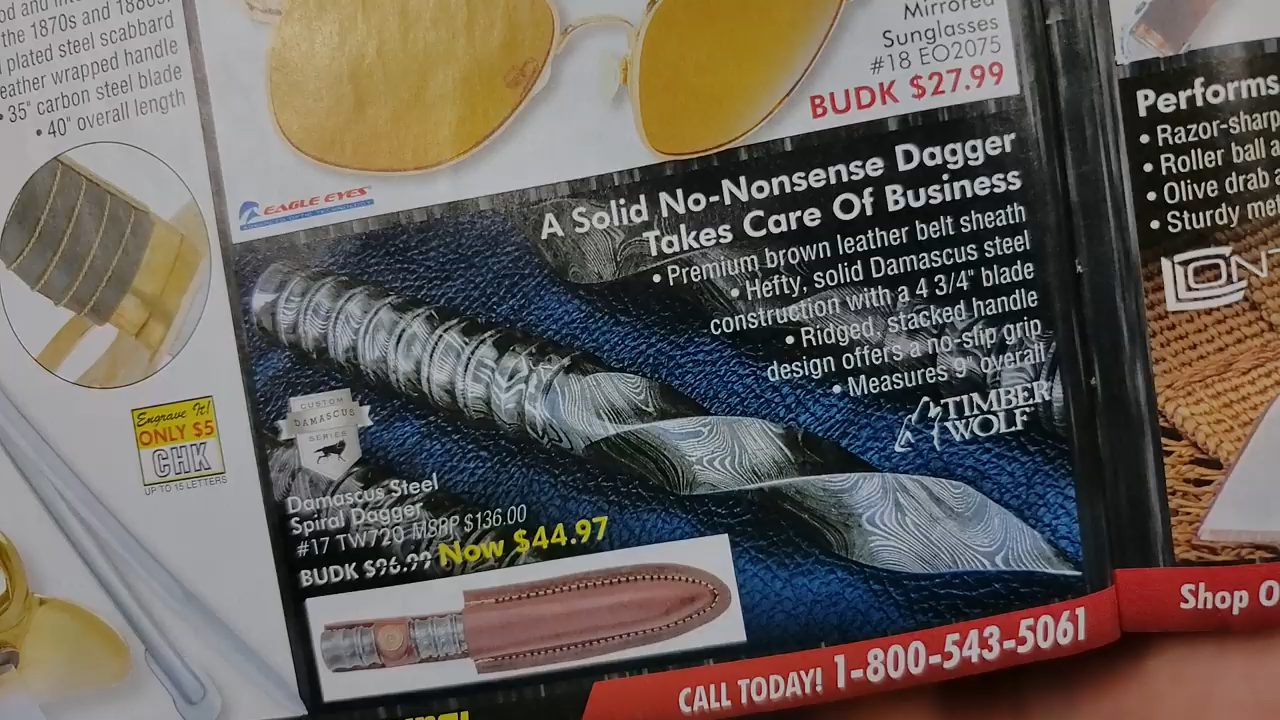 the 1870s and 1880s
plated steel scabbard
leather wrapped handle
• 35" carbon steel blade
• 40" overall length
Engrave It!
ONLY $5
CHK
UP TO 15 LETTERS
Mirrored
Sunglasses
#18 EO2075
BUDK $27.99
EAGLE EYES
A Solid No-Nonsense Dagger
Takes Care Of Business
• Premium brown leather belt sheath
• Hefty, solid Damascus steel
construction with a 4 3/4" blade
• Ridged, stacked handle
design offers a no-slip grip
• Measures 9" overall
TIMBER
WOLF
CUSTOM
DAMASCUS
SERIES
Damascus Steel
Spiral Dagger
#17 TW720 MSRP $136.00
BUDK $96.99 Now $44.97
CALL TODAY! 1-800-543-5061
Performs
• Razor-sharp
• Roller ball a
• Olive drab
• Sturdy
Shop